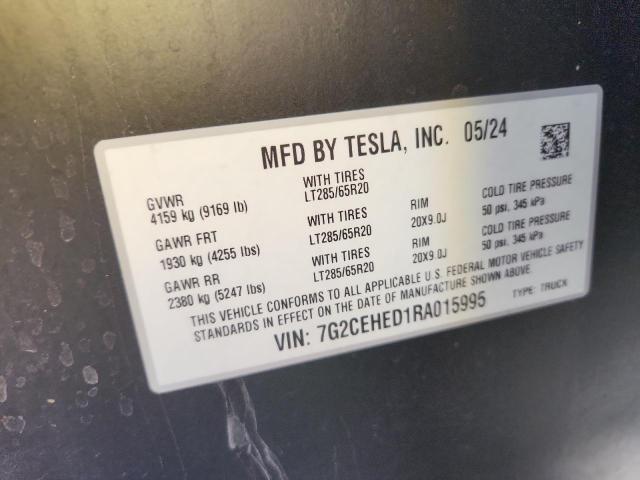 MFD BY TESLA, INC. 05/24
GVWR WITH TIRES
4159 kg (9169 lb) LT285/65R20
GAWR FRT WITH TIRES RIM COLD TIRE PRESSURE
1930 kg (4255 lbs) LT285/65R20 20X9.0J 50 psi, 345 kPa
GAWR RR WITH TIRES RIM COLD TIRE PRESSURE
2380 kg (5247 lbs) LT285/65R20 20X9.0J 50 psi, 345 kPa
THIS VEHICLE CONFORMS TO ALL APPLICABLE U.S. FEDERAL MOTOR VEHICLE SAFETY
STANDARDS IN EFFECT ON THE DATE OF MANUFACTURE SHOWN ABOVE.
VIN: 7G2CEHED1RA015995 TYPE: TRUCK